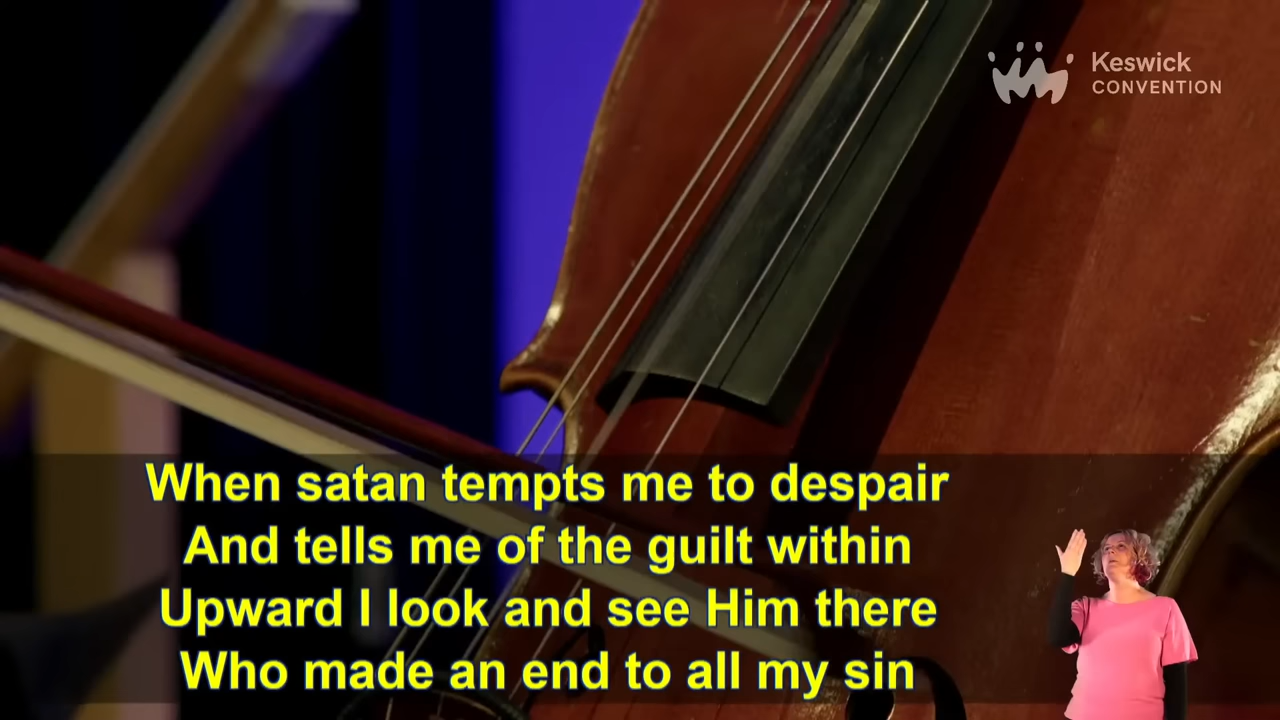 Keswick
CONVENTION
When satan tempts me to despair
And tells me of the guilt within
Upward I look and see Him there
Who made an end to all my sin